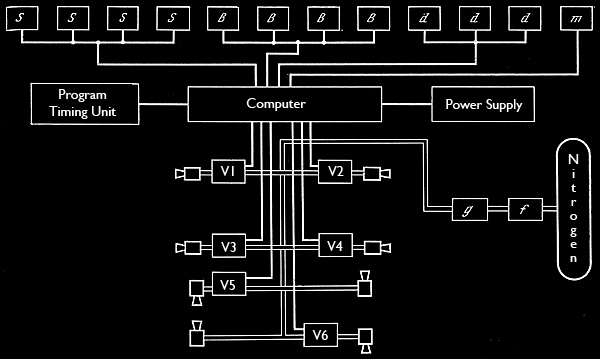 S S S S B B B B d d d m
Program
Timing Unit
Computer
Power Supply
V1 V2
V3 V4
V5
V6
g f
Nitrogen